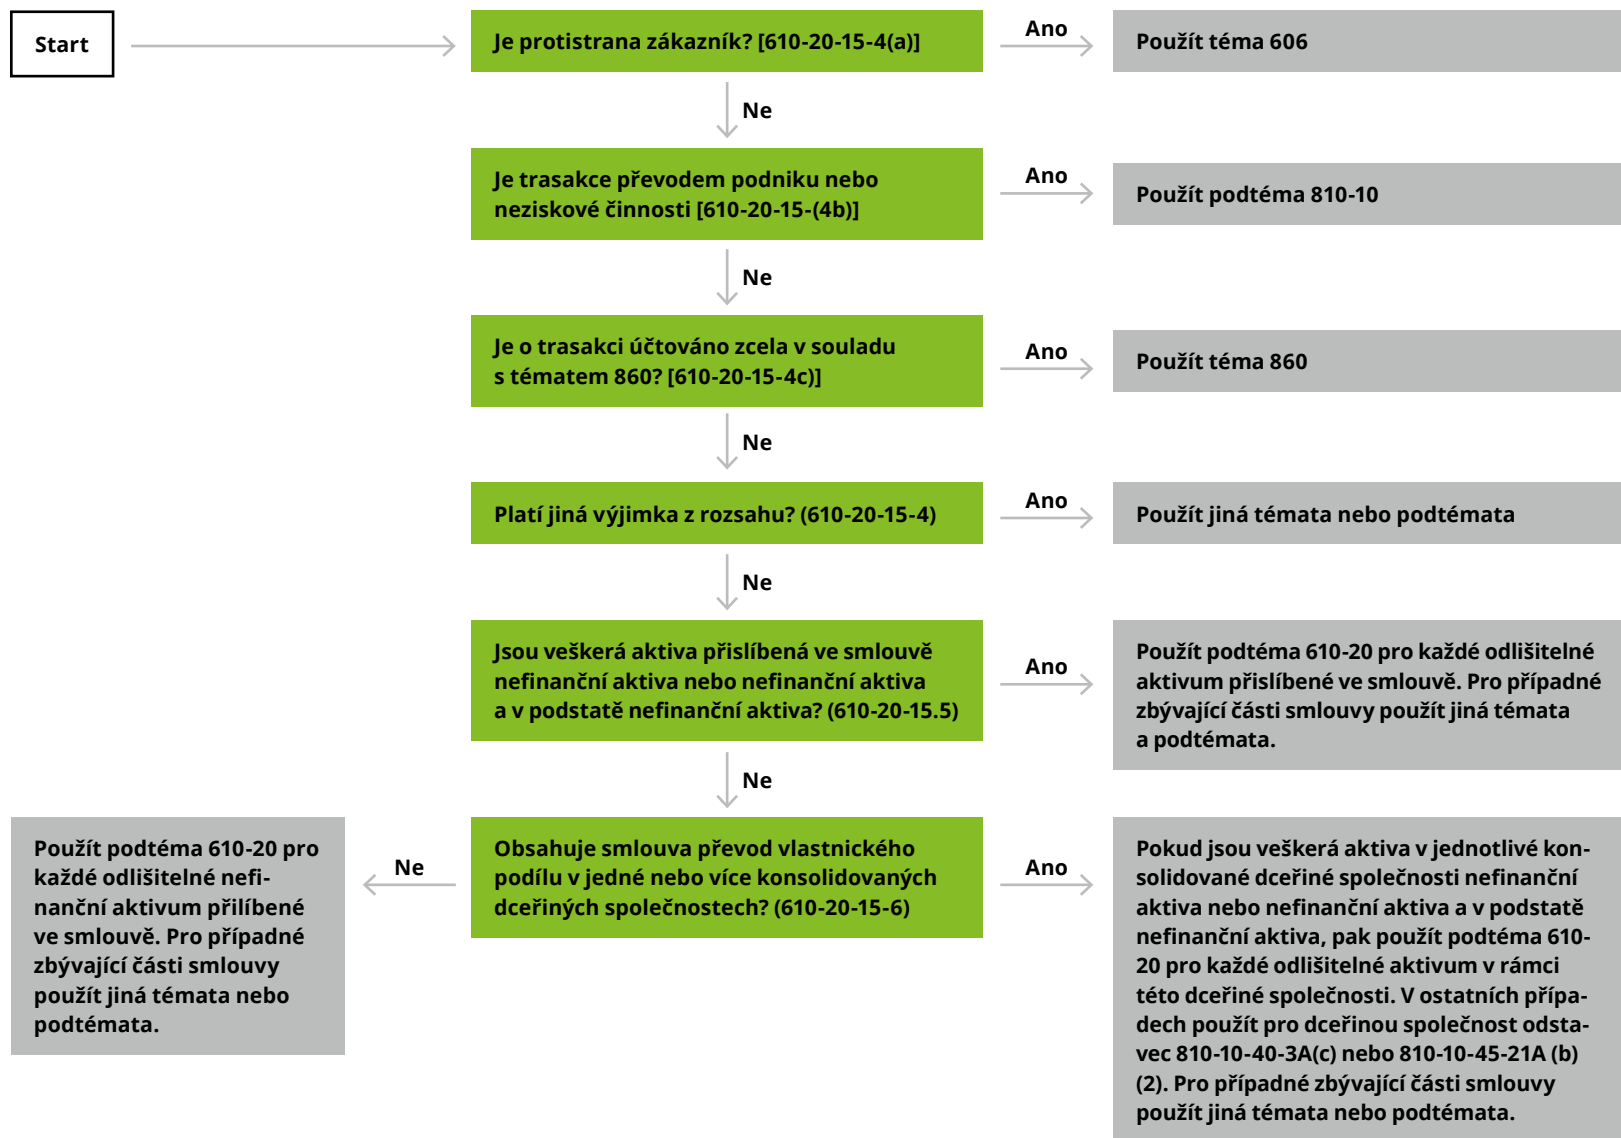 Start
Je protistrana zákazník? [610-20-15-4(a)]
Ano
Použít téma 606
Ne
Je trasakce převodem podniku nebo
neziskové činnosti [610-20-15-(4b)]
Ano
Použít podtéma 810-10
Ne
Je o trasakci účtováno zcela v souladu
s tématem 860? [610-20-15-4c)]
Ano
Použít téma 860
Ne
Platí jiná výjimka z rozsahu? (610-20-15-4)
Ano
Použít jiná témata nebo podtémata
Ne
Jsou veškerá aktiva přislíbená ve smlouvě
nefinanční aktiva nebo nefinanční aktiva
a v podstatě nefinanční aktiva? (610-20-15.5)
Ano
Použít podtéma 610-20 pro každé odlišitelné
aktivum přislíbené ve smlouvě. Pro případné
zbývající části smlouvy použít jiná témata
a podtémata.
Ne
Obsahuje smlouva převod vlastnického
podílu v jedné nebo více konsolidovaných
dceřiných společnostech? (610-20-15-6)
Ne
Použít podtéma 610-20 pro
každé odlišitelné nefi-
nanční aktivum přilíbené
ve smlouvě. Pro případné
zbývající části smlouvy
použít jiná témata nebo
podtémata.
Ano
Pokud jsou veškerá aktiva v jednotlivé kon-
solidované dceřiné společnosti nefinanční
aktiva nebo nefinanční aktiva a v podstatě
nefinanční aktiva, pak použít podtéma 610-
20 pro každé odlišitelné aktivum v rámci
této dceřiné společnosti. V ostatních přípa-
dech použít pro dceřinou společnost odsta-
vec 810-10-40-3A(c) nebo 810-10-45-21A (b)
(2). Pro případné zbývající části smlouvy
použít jiná témata nebo podtémata.